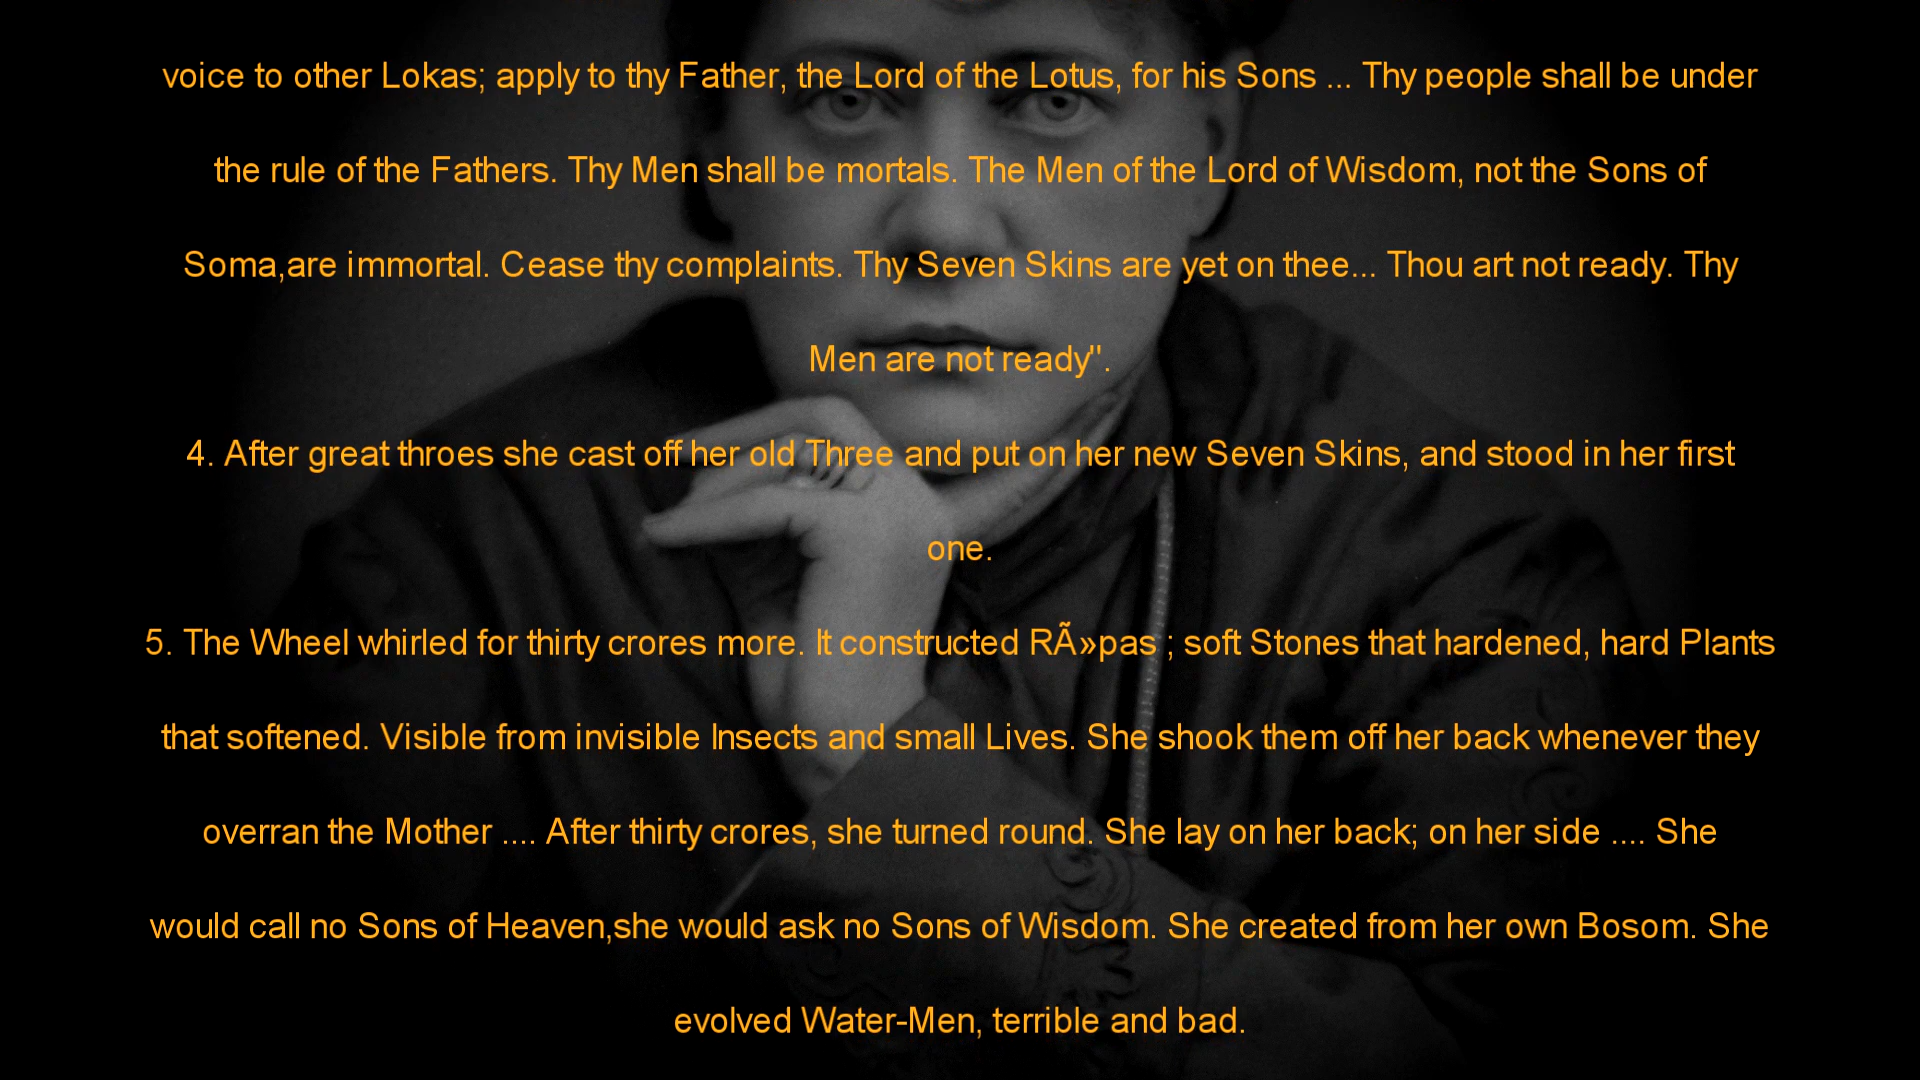 voice to other Lokas; apply to thy Father, the Lord of the Lotus, for his Sons ... Thy people shall be under
the rule of the Fathers. Thy Men shall be mortals. The Men of the Lord of Wisdom, not the Sons of
Soma,are immortal. Cease thy complaints. Thy Seven Skins are yet on thee... Thou art not ready. Thy
Men are not ready".
4. After great throes she cast off her old Three and put on her new Seven Skins, and stood in her first
one.
5. The Wheel whirled for thirty crores more. It constructed RÃ»pas ; soft Stones that hardened, hard Plants
that softened. Visible from invisible Insects and small Lives. She shook them off her back whenever they
overran the Mother .... After thirty crores, she turned round. She lay on her back; on her side .... She
would call no Sons of Heaven,she would ask no Sons of Wisdom. She created from her own Bosom. She
evolved Water-Men, terrible and bad.